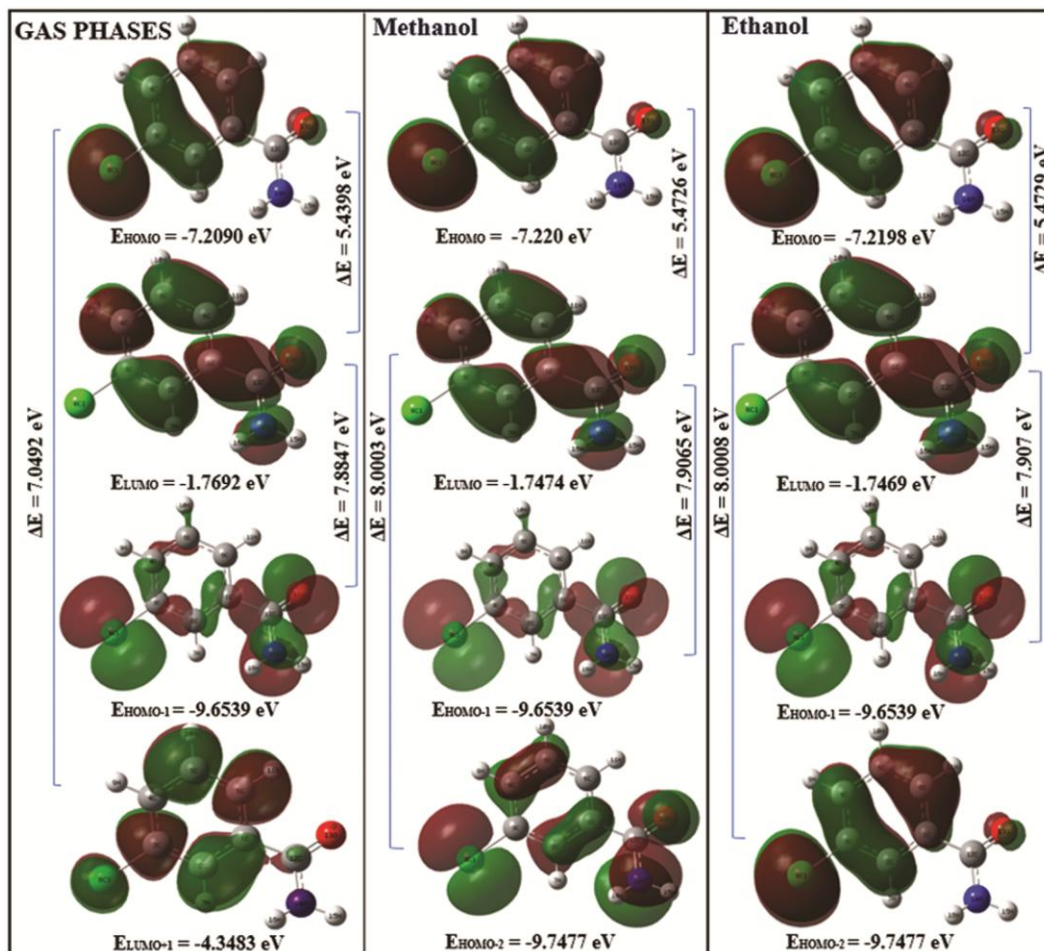 GAS PHASES
EHOMO = -7.2090 eV
ELUMO = -1.7692 eV
EHOMO-1 = -9.6539 eV
ELUMO+1 = -4.3483 eV
ΔE = 7.0492 eV
ΔE = 5.4398 eV
ΔE = 7.8847 eV
Methanol
EHOMO = -7.220 eV
ELUMO = -1.7474 eV
EHOMO-1 = -9.6539 eV
EHOMO-2 = -9.7477 eV
ΔE = 8.0003 eV
ΔE = 5.4726 eV
ΔE = 7.9065 eV
Ethanol
EHOMO = -7.2198 eV
ELUMO = -1.7469 eV
EHOMO-1 = -9.6539 eV
EHOMO-2 = -9.7477 eV
ΔE = 8.0008 eV
ΔE = 5.4729 eV
ΔE = 7.907 eV